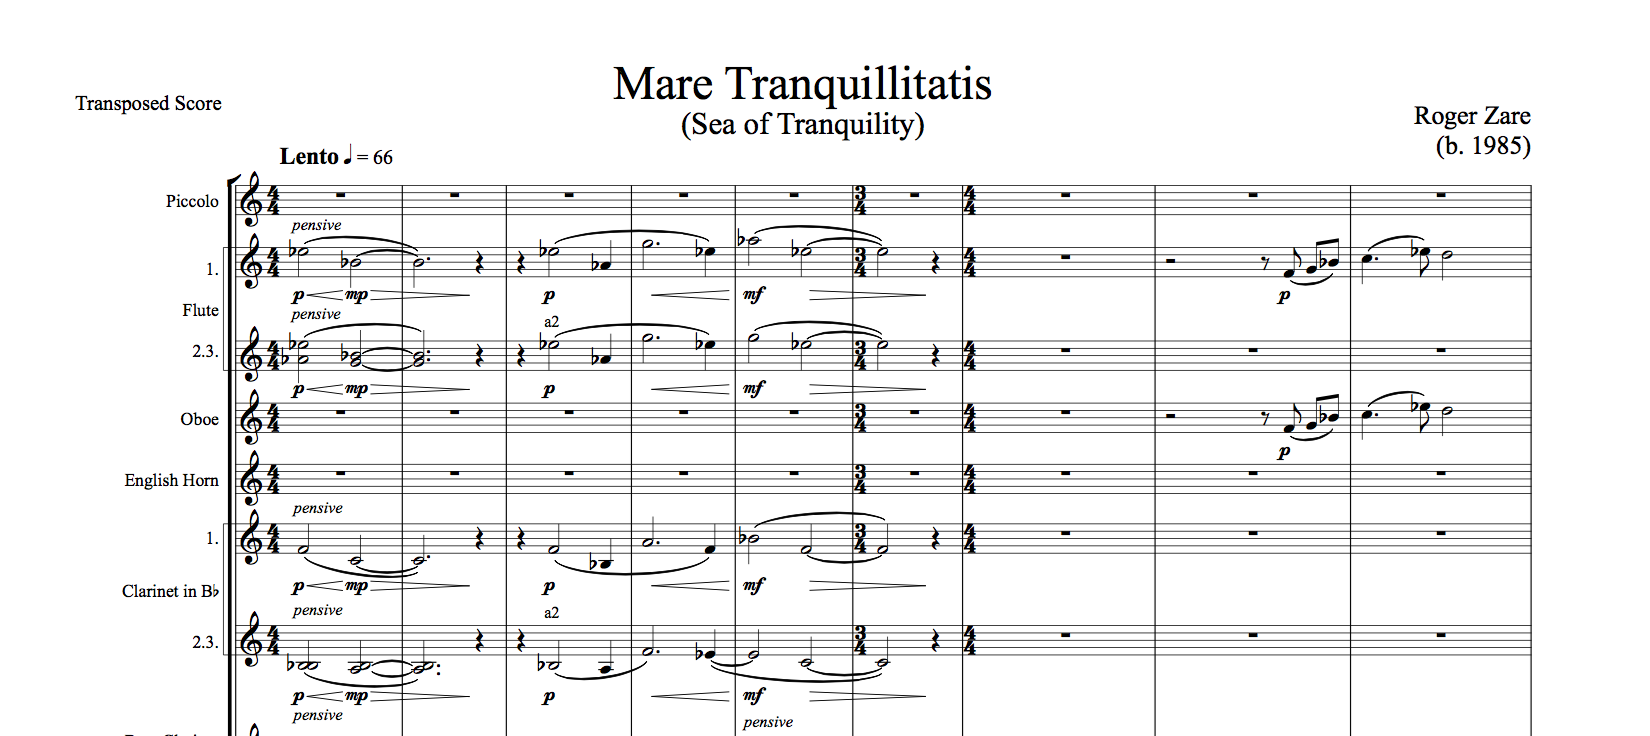 Mare Tranquillitatis
(Sea of Tranquility)
Transposed Score
Roger Zare
(b. 1985)
Lento ♩ = 66
Piccolo
pensive
1.
p mp p mf p
Flute
pensive
a2
2.3.
p mp p mf
Oboe
p
English Horn
pensive
1.
p mp p mf
Clarinet in B♭
pensive
a2
2.3.
p mp p mf
pensive
pensive